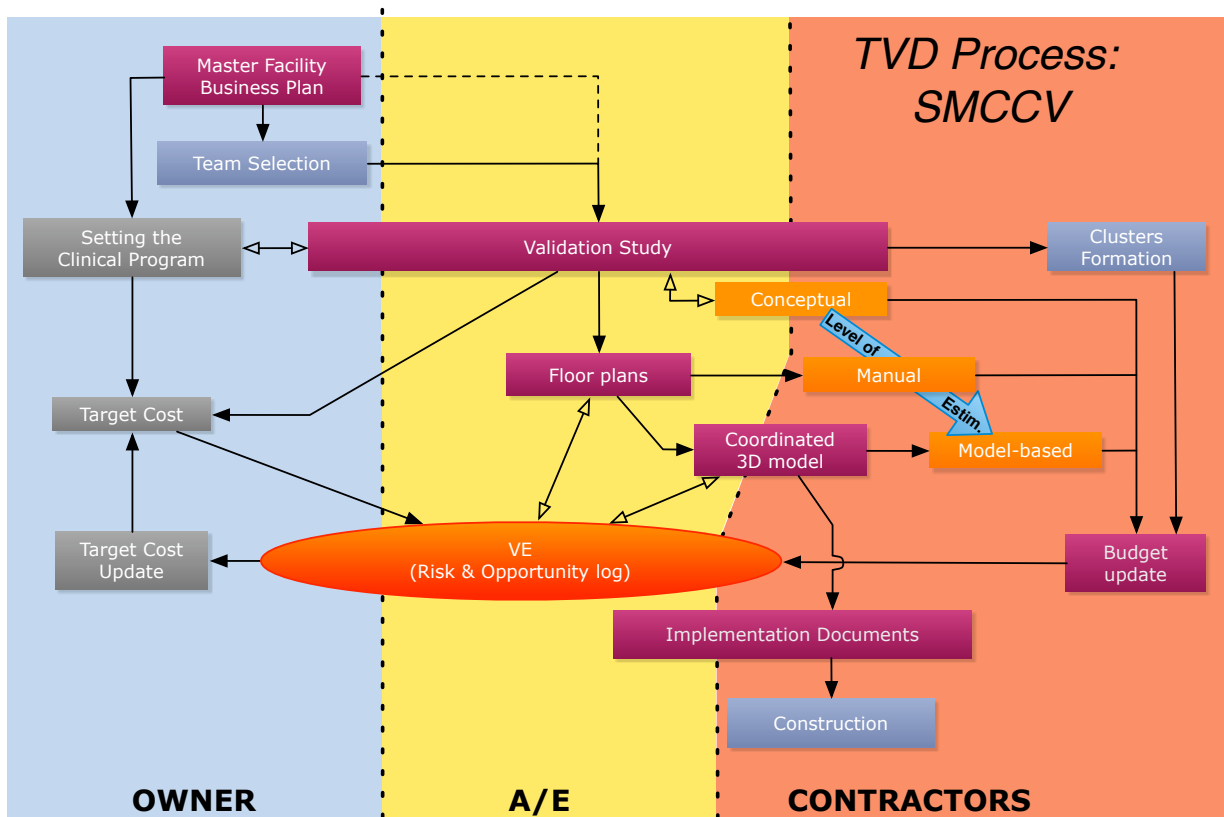 TVD Process:
SMCCV
Master Facility
Business Plan
Team Selection
Setting the
Clinical Program
Validation Study
Clusters
Formation
Conceptual
Level of
Floor plans
Manual
Target Cost
Estim.
Coordinated
3D model
Model-based
Target Cost
Update
VE
(Risk & Opportunity log)
Budget
update
Implementation Documents
Construction
OWNER
A/E
CONTRACTORS